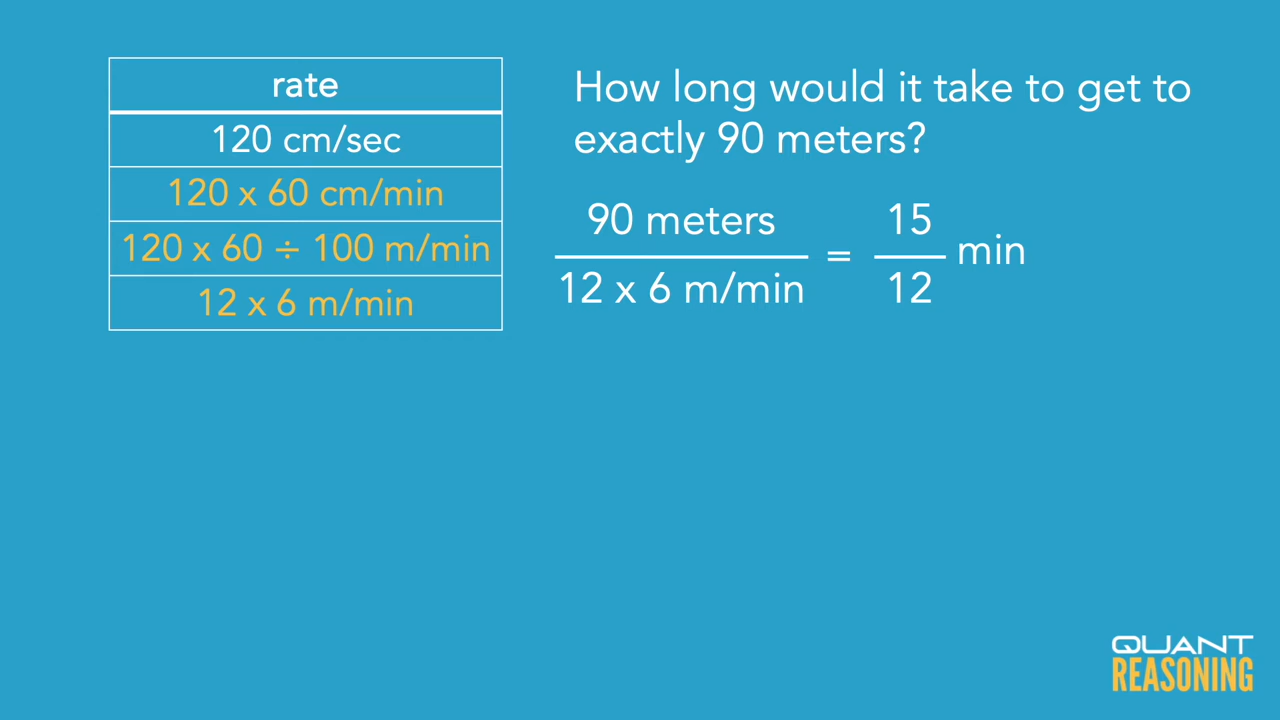 rate
120 cm/sec
120 x 60 cm/min
120 x 60 ÷ 100 m/min
12 x 6 m/min
How long would it take to get to
exactly 90 meters?
90 meters
12 x 6 m/min
=
15
12
min
QUANT
REASONING